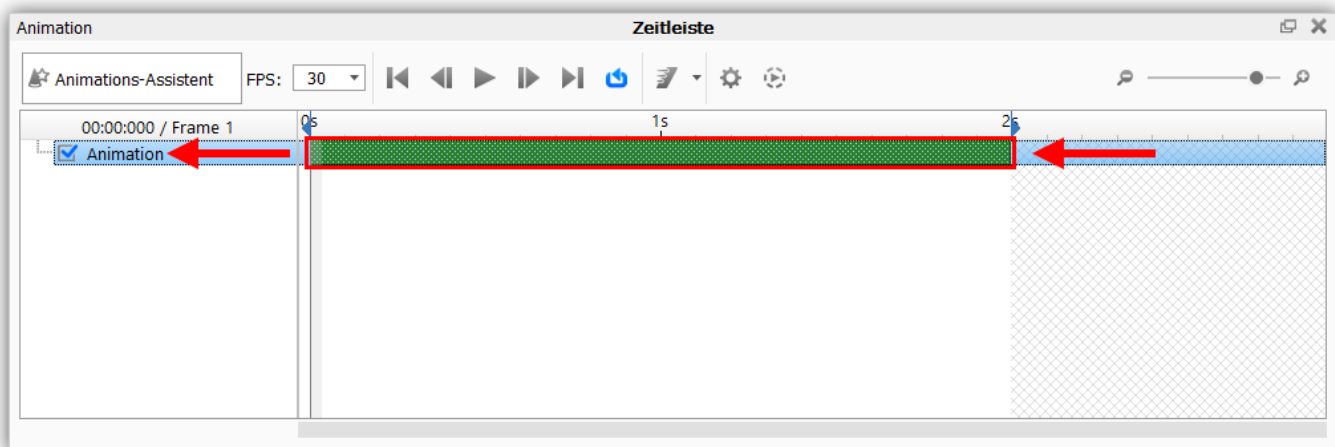 Animation Zeitleiste
Animations-Assistent FPS: 30
00:00:000 / Frame 1 0s 1s 2s
Animation